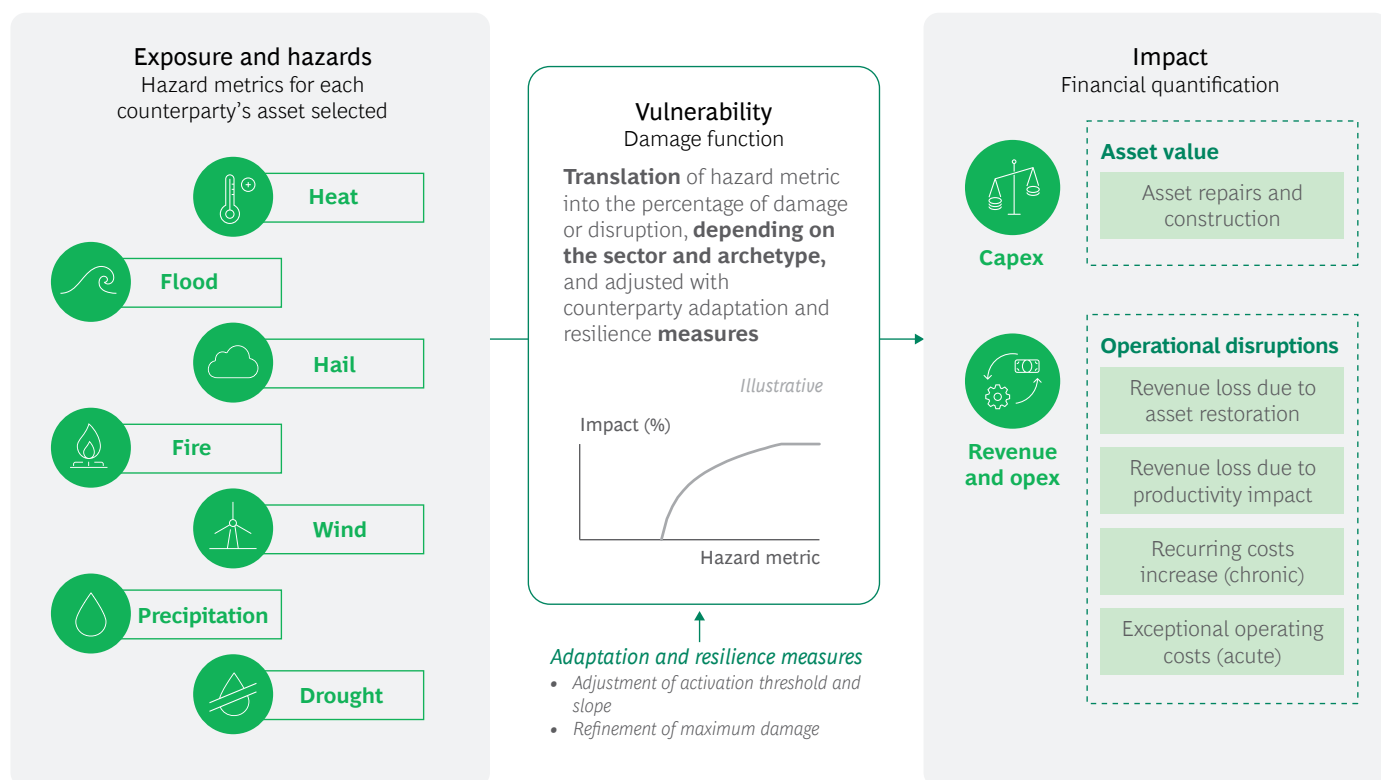 Exposure and hazards
Hazard metrics for each
counterparty's asset selected
Heat
Flood
Hail
Fire
Wind
Precipitation
Drought
Vulnerability
Damage function
Translation of hazard metric
into the percentage of damage
or disruption, depending on
the sector and archetype,
and adjusted with
counterparty adaptation and
resilience measures
Illustrative
Impact (%)
Hazard metric
Adaptation and resilience measures
• Adjustment of activation threshold and
slope
• Refinement of maximum damage
Impact
Financial quantification
Capex
Asset value
Asset repairs and
construction
Revenue
and opex
Operational disruptions
Revenue loss due to
asset restoration
Revenue loss due to
productivity impact
Recurring costs
increase (chronic)
Exceptional operating
costs (acute)